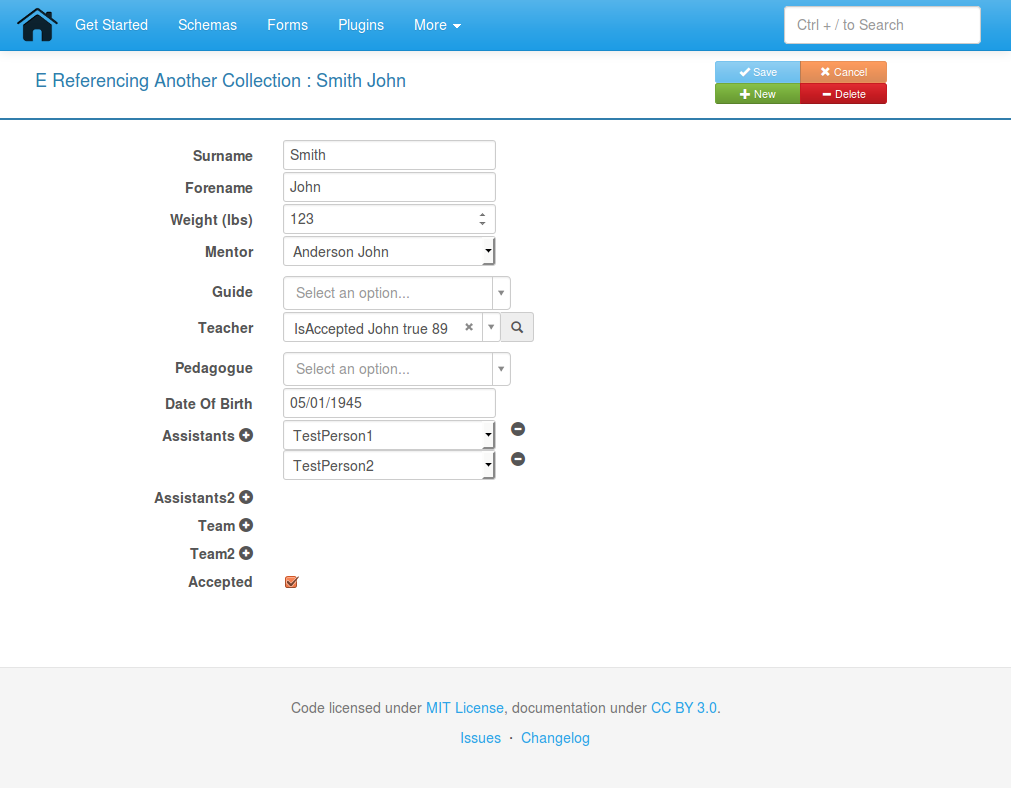 Get Started Schemas Forms Plugins More Ctrl + / to Search
E Referencing Another Collection : Smith John
Save Cancel
New Delete
Surname Smith
Forename John
Weight (lbs) 123
Mentor Anderson John
Guide Select an option...
Teacher IsAccepted John true 89
Pedagogue Select an option...
Date Of Birth 05/01/1945
Assistants TestPerson1
TestPerson2
Assistants2
Team
Team2
Accepted
Code licensed under MIT License, documentation under CC BY 3.0.
Issues · Changelog